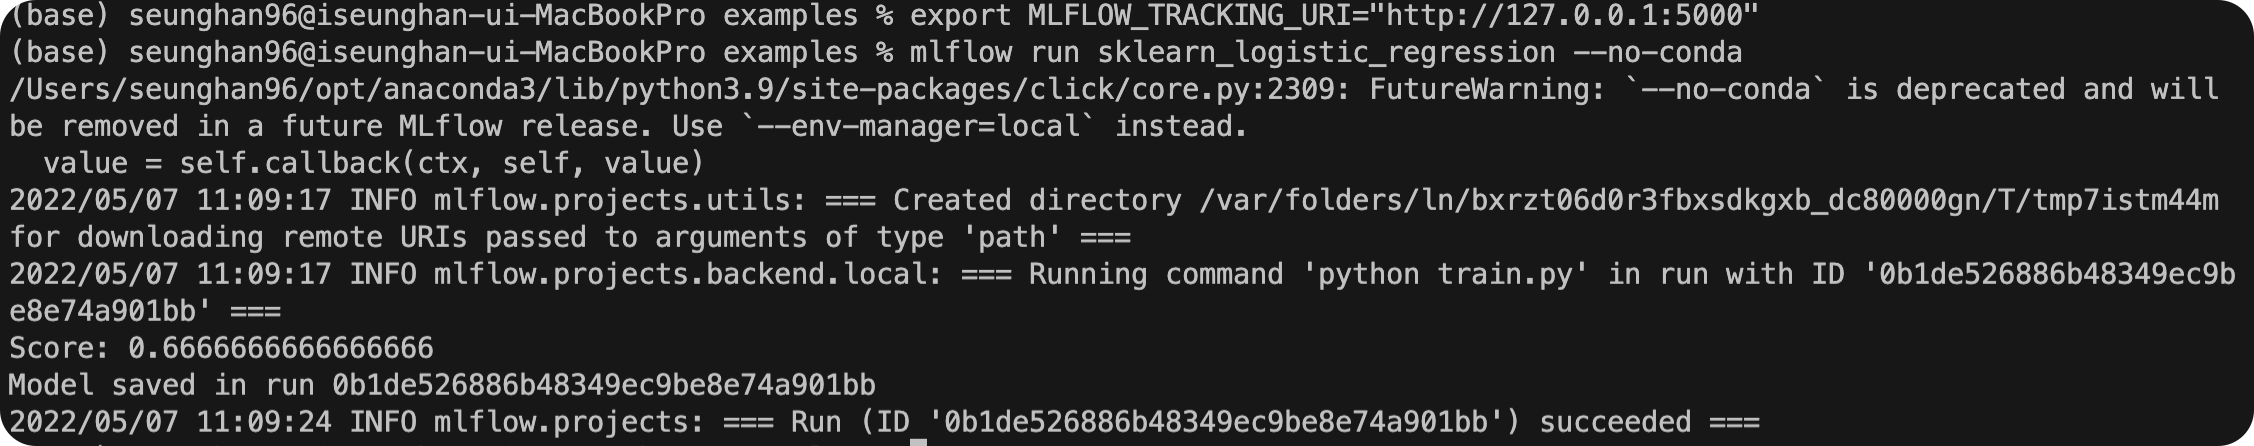 (base) seunghan96@iseunghan-ui-MacBookPro examples % export MLFLOW_TRACKING_URI="http://127.0.0.1:5000"
(base) seunghan96@iseunghan-ui-MacBookPro examples % mlflow run sklearn_logistic_regression --no-conda
/Users/seunghan96/opt/anaconda3/lib/python3.9/site-packages/click/core.py:2309: FutureWarning: `--no-conda` is deprecated and will
be removed in a future MLflow release. Use `--env-manager=local` instead.
  value = self.callback(ctx, self, value)
2022/05/07 11:09:17 INFO mlflow.projects.utils: === Created directory /var/folders/ln/bxrzt06d0r3fbxsdkgxb_dc80000gn/T/tmp7istm44m
for downloading remote URIs passed to arguments of type 'path' ===
2022/05/07 11:09:17 INFO mlflow.projects.backend.local: === Running command 'python train.py' in run with ID '0b1de526886b48349ec9b
e8e74a901bb' ===
Score: 0.6666666666666666
Model saved in run 0b1de526886b48349ec9be8e74a901bb
2022/05/07 11:09:24 INFO mlflow.projects: === Run (ID '0b1de526886b48349ec9be8e74a901bb') succeeded ===